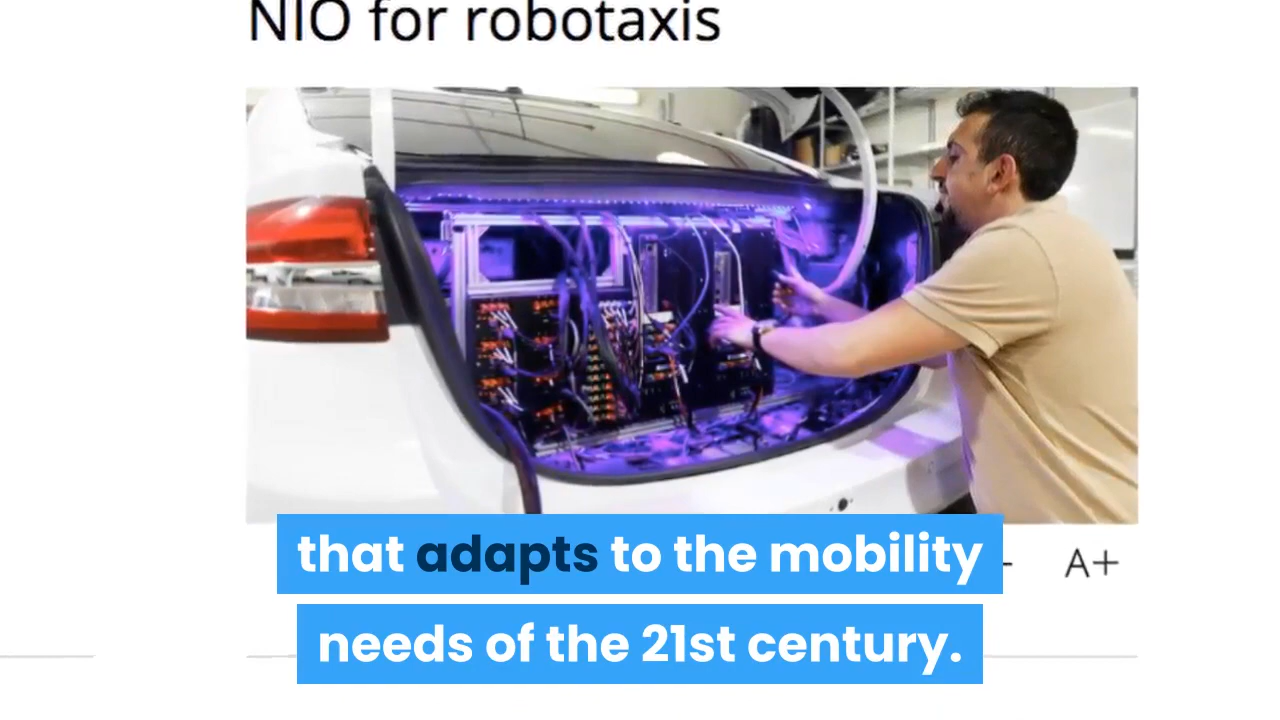 NIO for robotaxis
A+
that adapts to the mobility
needs of the 21st century.